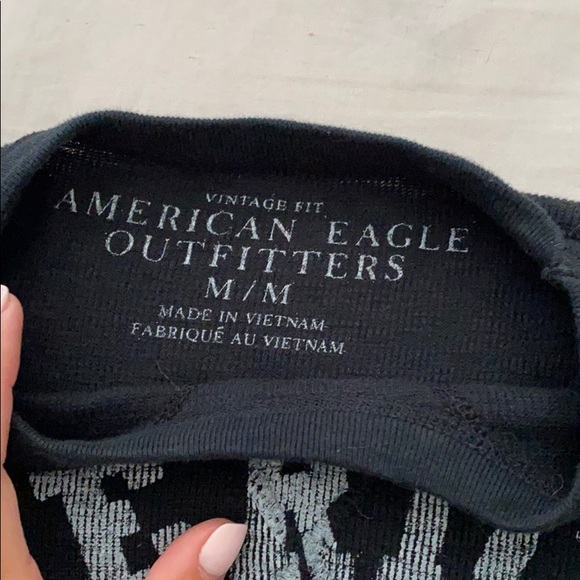 VINTAGE FIT
AMERICAN EAGLE
OUTFITTERS
M/M
MADE IN VIETNAM
FABRIQUÉ AU VIETNAM